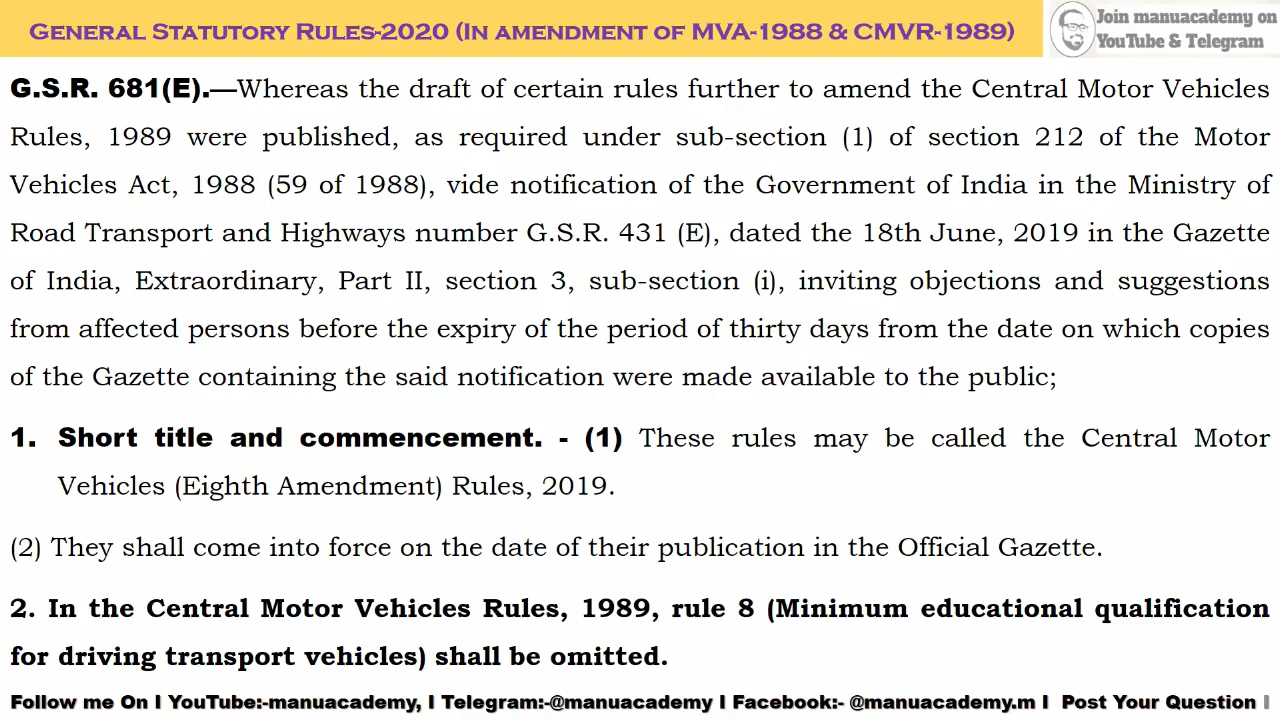 General Statutory Rules-2020 (In amendment of MVA-1988 & CMVR-1989)
Join manuacademy on
YouTube & Telegram
G.S.R. 681(E).—Whereas the draft of certain rules further to amend the Central Motor Vehicles
Rules, 1989 were published, as required under sub-section (1) of section 212 of the Motor
Vehicles Act, 1988 (59 of 1988), vide notification of the Government of India in the Ministry of
Road Transport and Highways number G.S.R. 431 (E), dated the 18th June, 2019 in the Gazette
of India, Extraordinary, Part II, section 3, sub-section (i), inviting objections and suggestions
from affected persons before the expiry of the period of thirty days from the date on which copies
of the Gazette containing the said notification were made available to the public;
1. Short title and commencement. - (1) These rules may be called the Central Motor
Vehicles (Eighth Amendment) Rules, 2019.
(2) They shall come into force on the date of their publication in the Official Gazette.
2. In the Central Motor Vehicles Rules, 1989, rule 8 (Minimum educational qualification
for driving transport vehicles) shall be omitted.
Follow me On I YouTube:-manuacademy, I Telegram:-@manuacademy I Facebook:- @manuacademy.m I Post Your Question I